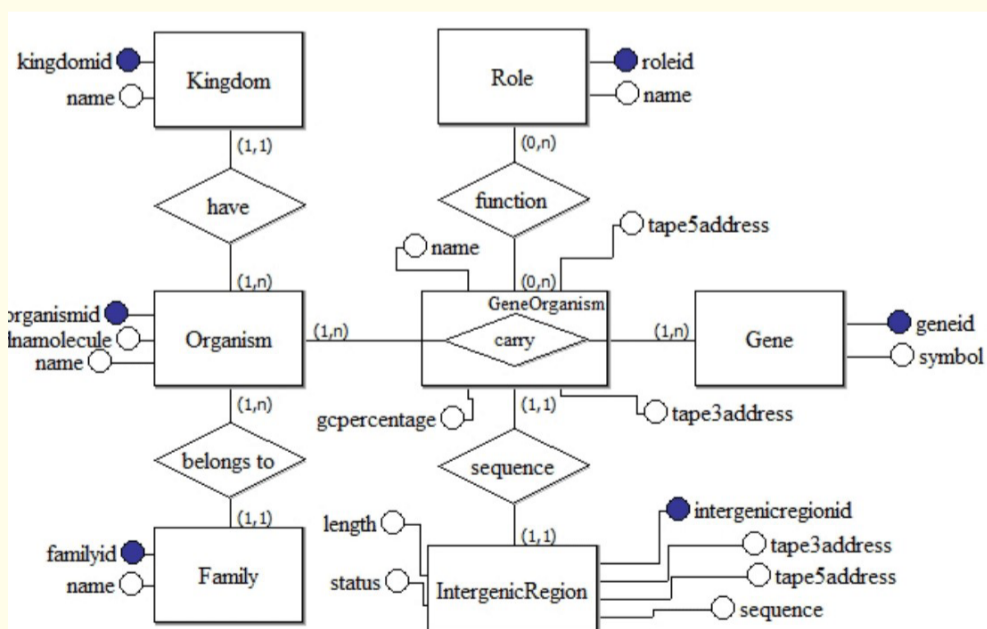 kingdomid
name
Kingdom
Role
roleid
name
(1,1)
(0,n)
have
function
name
tape5address
(1,n)
(0,n)
organismid
dnamolecule
name
Organism
(1,n)
GeneOrganism
carry
(1,n)
Gene
geneid
symbol
(1,n)
gcpercentage
(1,1)
tape3address
belongs to
sequence
(1,1)
(1,1)
familyid
name
Family
length
status
IntergenicRegion
intergenicregionid
tape3address
tape5address
sequence